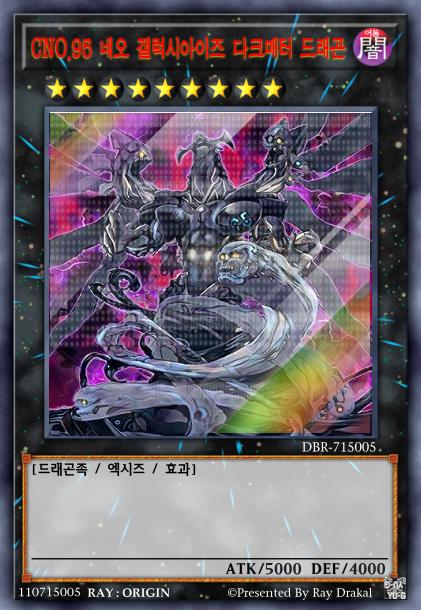 CNO.95 네오 갤럭시아이즈 다크매터 드래곤
어둠
闇
DBR-715005
[드래곤족 / 엑시즈 / 효과]
ATK/5000 DEF/4000
110715005 RAY : ORIGIN ©Presented By Ray Drakal